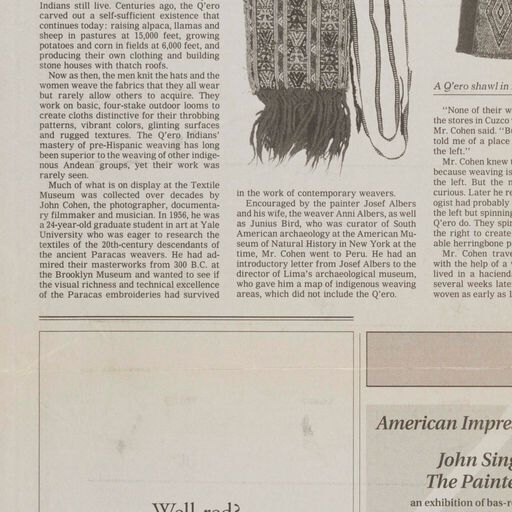 Indians still live. Centuries ago, the Q'ero
carved out a self-sufficient existence that
continues today: raising alpaca, llamas and
sheep in pastures at 15,000 feet, growing
potatoes and corn in fields at 6,000 feet, and
producing their own clothing and building
stone houses with thatch roofs.
Now as then, the men knit the hats and the
women weave the fabrics that they all wear
but rarely allow others to acquire. They
work on basic, four-stake outdoor looms to
create cloths distinctive for their throbbing
patterns, vibrant colors, glinting surfaces
and rugged textures. The Q'ero Indians'
mastery of pre-Hispanic weaving has long
been superior to the weaving of other indige-
nous Andean groups, yet their work was
rarely seen.
Much of what is on display at the Textile
Museum was collected over decades by
John Cohen, the photographer, documenta-
ry filmmaker and musician. In 1956, he was
a 24-year-old graduate student in art at Yale
University who was eager to research the
textiles of the 20th-century descendants of
the ancient Paracas weavers. He had ad-
mired their masterworks from 300 B.C. at
the Brooklyn Museum and wanted to see if
the visual richness and technical excellence
of the Paracas embroideries had survived
in the work of contemporary weavers.
Encouraged by the painter Josef Albers
and his wife, the weaver Anni Albers, as well
as Junius Bird, who was curator of South
American archaeology at the American Mu-
seum of Natural History in New York at the
time, Mr. Cohen went to Peru. He had an
introductory letter from Josef Albers to the
director of Lima's archaeological museum,
who gave him a map of indigenous weaving
areas, which did not include the Q'ero.
A Q'ero shawl in
"None of their w
the stores in Cuzco
Mr. Cohen said. "B
told me of a place
the left."
Mr. Cohen knew t
because weaving is
the left. But the n
curious. Later he re
ogist had probably
the left but spinning
Q'ero do. They spi
the right to create
able herringbone p
Mr. Cohen trave
with the help of a
lived in a haciend
several weeks late
woven as early as 1
Well-red?
American Impre
John Sing
The Painte
an exhibition of bas-r